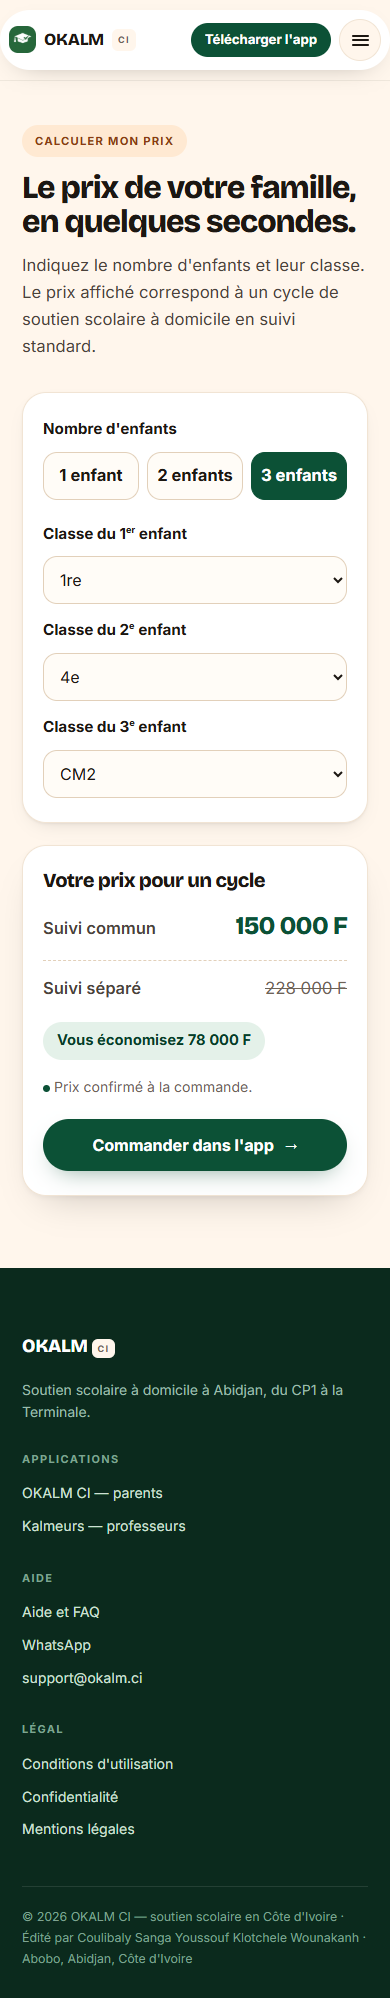 OKALM CI
Télécharger l'app
CALCULER MON PRIX
Le prix de votre famille,
en quelques secondes.
Indiquez le nombre d'enfants et leur classe.
Le prix affiché correspond à un cycle de
soutien scolaire à domicile en suivi
standard.
Nombre d'enfants
1 enfant 2 enfants 3 enfants
Classe du 1er enfant
1re
Classe du 2e enfant
4e
Classe du 3e enfant
CM2
Votre prix pour un cycle
Suivi commun 150 000 F
Suivi séparé 228 000 F
Vous économisez 78 000 F
Prix confirmé à la commande.
Commander dans l'app →
OKALM CI
Soutien scolaire à domicile à Abidjan, du CP1 à la
Terminale.
APPLICATIONS
OKALM CI — parents
Kalmeurs — professeurs
AIDE
Aide et FAQ
WhatsApp
support@okalm.ci
LÉGAL
Conditions d'utilisation
Confidentialité
Mentions légales
© 2026 OKALM CI — soutien scolaire en Côte d'Ivoire ·
Édité par Coulibaly Sanga Youssouf Klotchele Wounakanh ·
Abobo, Abidjan, Côte d'Ivoire